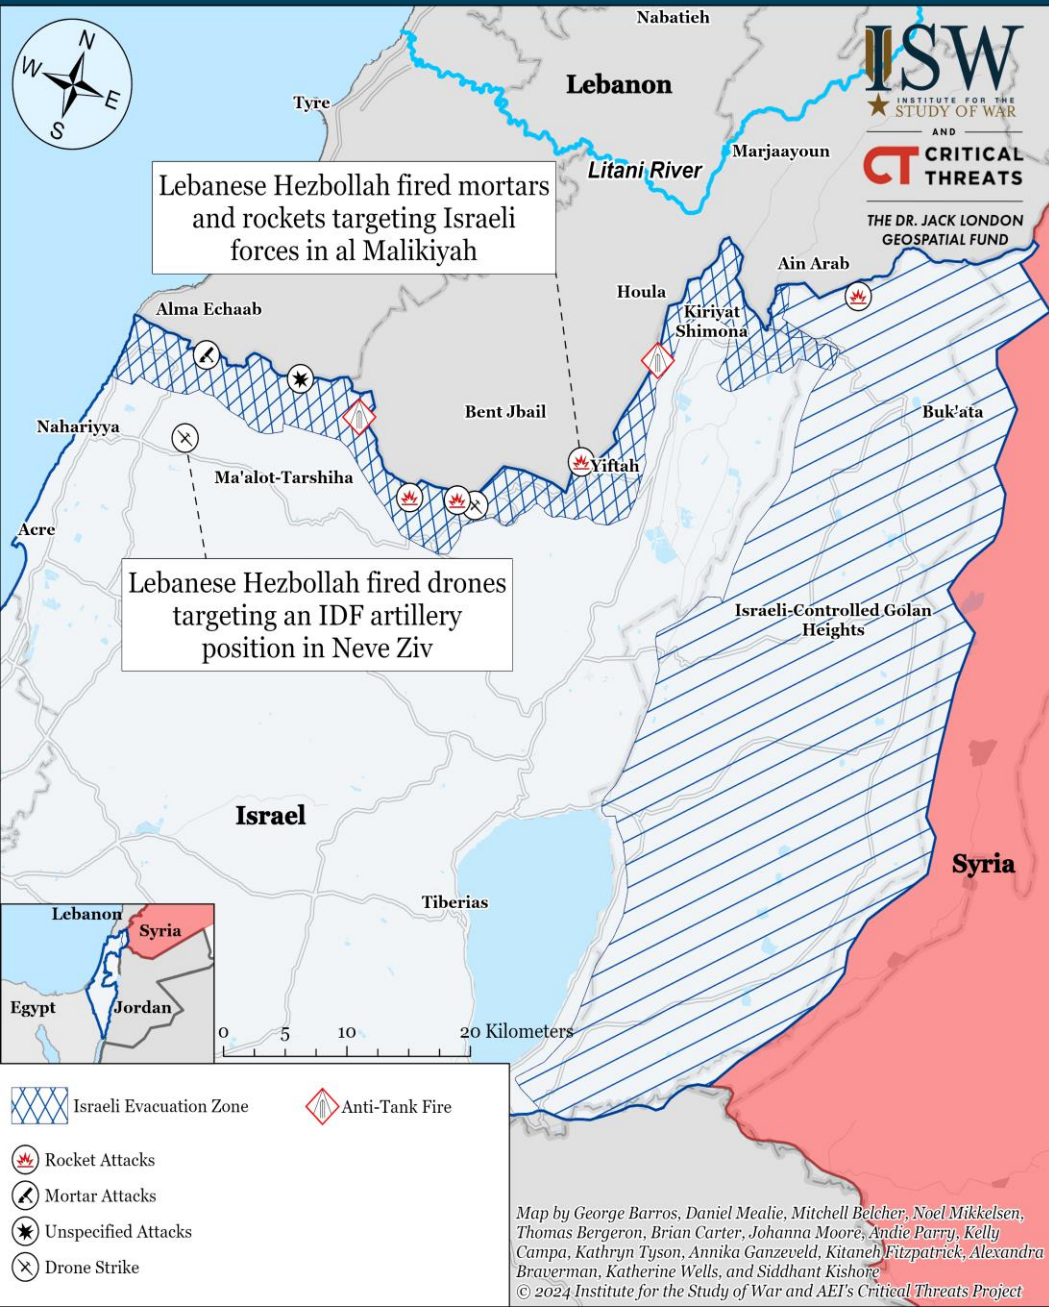 N
W
E
S
Nabatieh
Lebanon
Tyre
Litani River
Marjaayoun
ISW
INSTITUTE FOR THE
STUDY OF WAR
AND
CT CRITICAL
THREATS
THE DR. JACK LONDON
GEOSPATIAL FUND
Lebanese Hezbollah fired mortars
and rockets targeting Israeli
forces in al Malikiyah
Ain Arab
Houla
Alma Echaab
Kiriyat
Shimona
Bent Jbail
Buk'ata
Nahariyya
Yiftah
Ma'alot-Tarshiha
Acre
Lebanese Hezbollah fired drones
targeting an IDF artillery
position in Neve Ziv
Israeli-Controlled Golan
Heights
Israel
Syria
Tiberias
Lebanon
Syria
Egypt
Jordan
0 5 10 20 Kilometers
Israeli Evacuation Zone
Anti-Tank Fire
Rocket Attacks
Mortar Attacks
Unspecified Attacks
Drone Strike
Map by George Barros, Daniel Mealie, Mitchell Belcher, Noel Mikkelsen,
Thomas Bergeron, Brian Carter, Johanna Moore, Andie Parry, Kelly
Campa, Kathryn Tyson, Annika Ganzeveld, Kitaneh Fitzpatrick, Alexandra
Braverman, Katherine Wells, and Siddhant Kishore
© 2024 Institute for the Study of War and AEI's Critical Threats Project